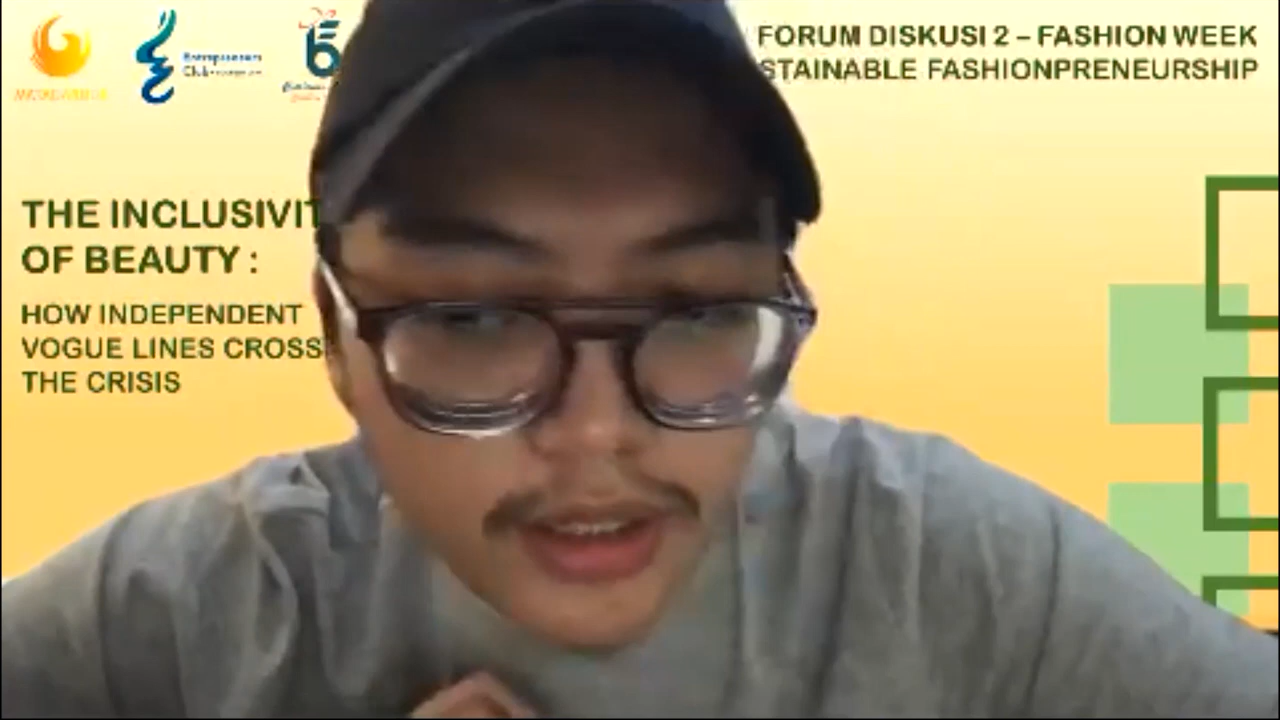 FORUM DISKUSI 2 – FASHION WEEK
STAINABLE FASHIONPRENEURSHIP
THE INCLUSIVIT
OF BEAUTY :
HOW INDEPENDENT
VOGUE LINES CROSS
THE CRISIS